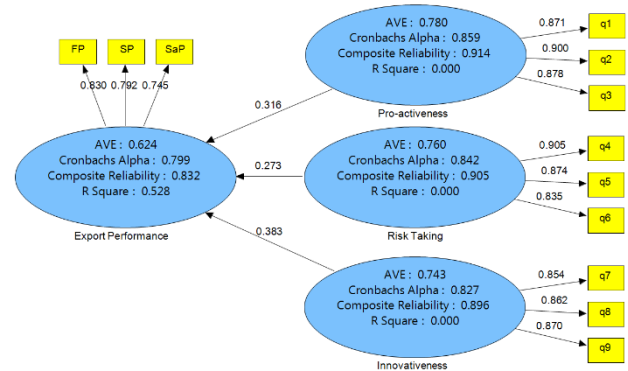 FP
SP
SaP
0.830
0.792
0.745
AVE : 0.624
Cronbachs Alpha : 0.799
Composite Reliability : 0.832
R Square : 0.528
Export Performance
0.316
0.273
0.383
AVE : 0.780
Cronbachs Alpha : 0.859
Composite Reliability : 0.914
R Square : 0.000
Pro-activeness
0.871
0.900
0.878
q1
q2
q3
AVE : 0.760
Cronbachs Alpha : 0.842
Composite Reliability : 0.905
R Square : 0.000
Risk Taking
0.905
0.874
0.835
q4
q5
q6
AVE : 0.743
Cronbachs Alpha : 0.827
Composite Reliability : 0.896
R Square : 0.000
Innovativeness
0.854
0.862
0.870
q7
q8
q9